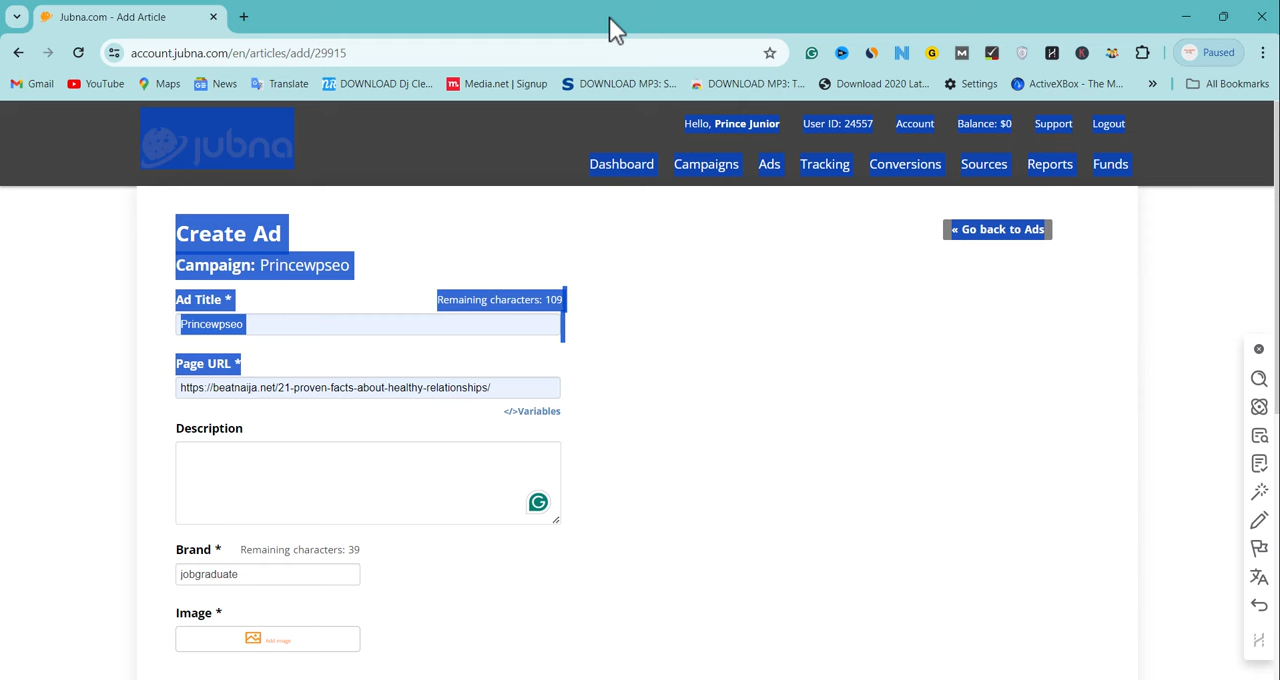 Jubna.com - Add Article
account.jubna.com/en/articles/add/29915
Paused
Gmail YouTube Maps News Translate DOWNLOAD Dj Cle... Media.net | Signup DOWNLOAD MP3: S... DOWNLOAD MP3: T... Download 2020 Lat... Settings ActiveXBox - The M... » All Bookmarks
jubna
Hello, Prince Junior User ID: 24557 Account Balance: $0 Support Logout
Dashboard Campaigns Ads Tracking Conversions Sources Reports Funds
Create Ad
« Go back to Ads
Campaign: Princewpseo
Ad Title * Remaining characters: 109
Princewpseo
Page URL *
https://beatnaija.net/21-proven-facts-about-healthy-relationships/
</>Variables
Description
Brand * Remaining characters: 39
jobgraduate
Image *
Add image